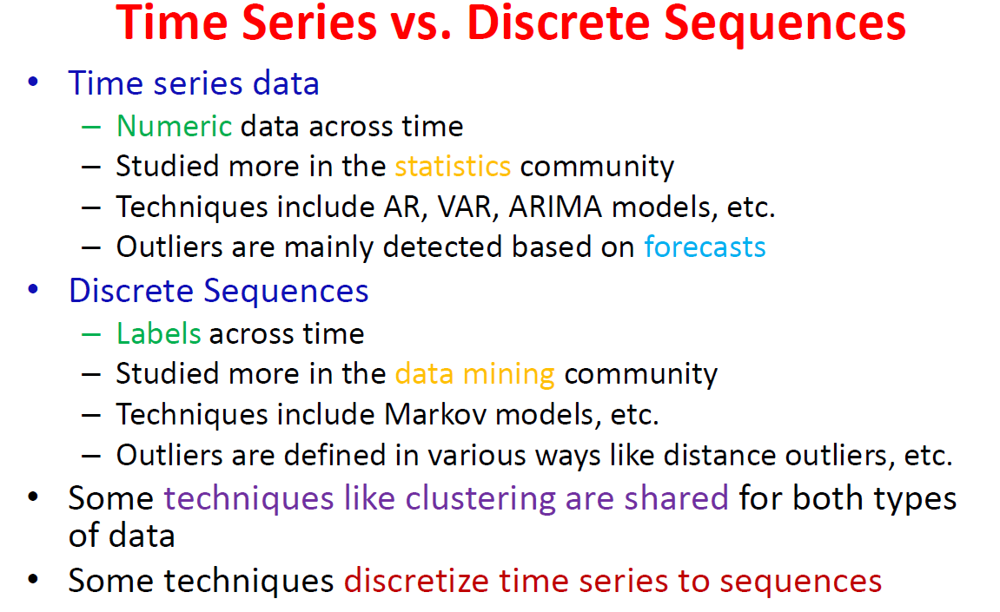 Time Series vs. Discrete Sequences
• Time series data
– Numeric data across time
– Studied more in the statistics community
– Techniques include AR, VAR, ARIMA models, etc.
– Outliers are mainly detected based on forecasts
• Discrete Sequences
– Labels across time
– Studied more in the data mining community
– Techniques include Markov models, etc.
– Outliers are defined in various ways like distance outliers, etc.
• Some techniques like clustering are shared for both types
of data
• Some techniques discretize time series to sequences